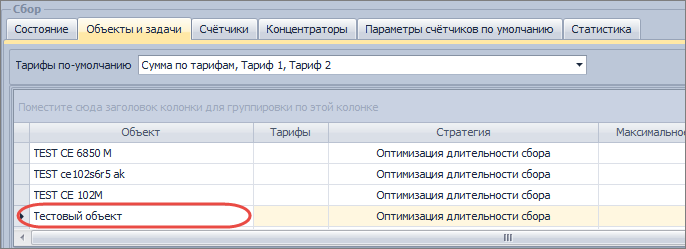 Сбор
Состояние Объекты и задачи Счётчики Концентраторы Параметры счётчиков по умолчанию Статистика
Тарифы по-умолчанию Сумма по тарифам, Тариф 1, Тариф 2
Поместите сюда заголовок колонки для группировки по этой колонке
Объект Тарифы Стратегия Максимально
TEST CE 6850 M Оптимизация длительности сбора
TEST ce102s6r5 ak Оптимизация длительности сбора
TEST CE 102M Оптимизация длительности сбора
Тестовый объект Оптимизация длительности сбора